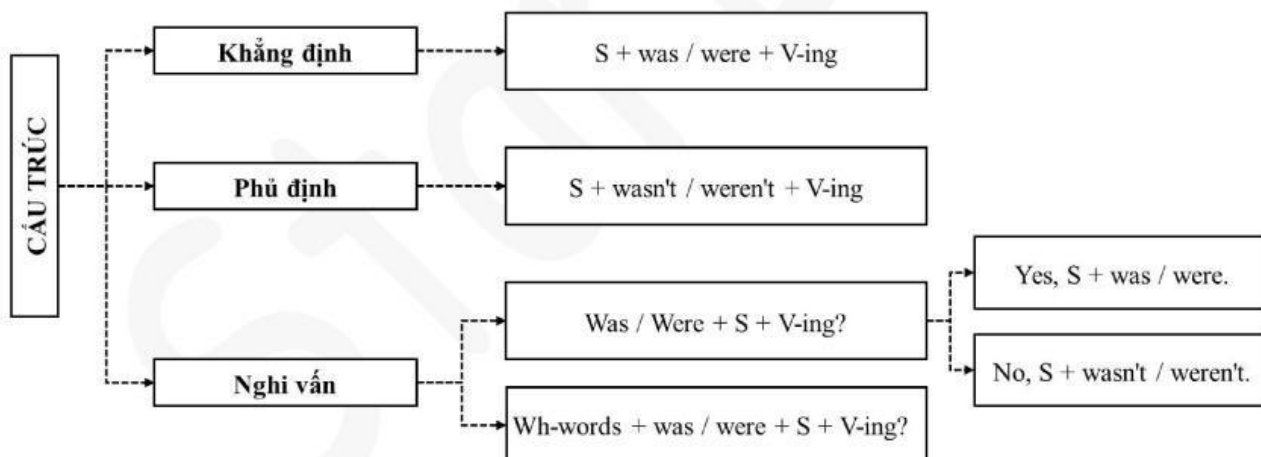 CẤU TRÚC
Khẳng định
S + was / were + V-ing
Phủ định
S + wasn't / weren't + V-ing
Nghi vấn
Was / Were + S + V-ing?
Yes, S + was / were.
No, S + wasn't / weren't.
Wh-words + was / were + S + V-ing?